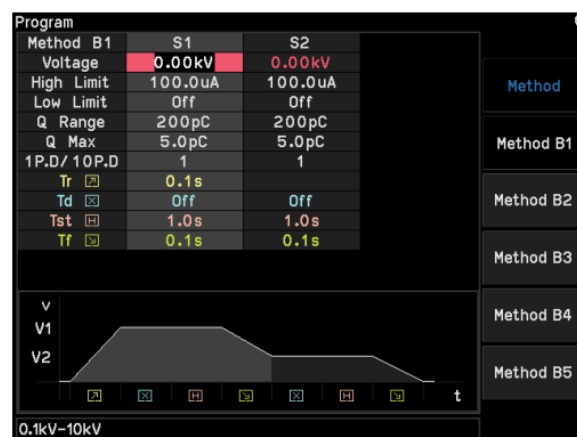 Program
Method B1 S1 S2
Voltage 0.00kV 0.00kV
High Limit 100.0uA 100.0uA
Low Limit Off Off
Q Range 200pC 200pC
Q Max 5.0pC 5.0pC
1P.D/10P.D 1 1
Tr 0.1s
Td Off Off
Tst H 1.0s 1.0s
Tf 0.1s 0.1s
V
V1
V2
H H t
0.1kV-10kV
Method
Method B1
Method B2
Method B3
Method B4
Method B5